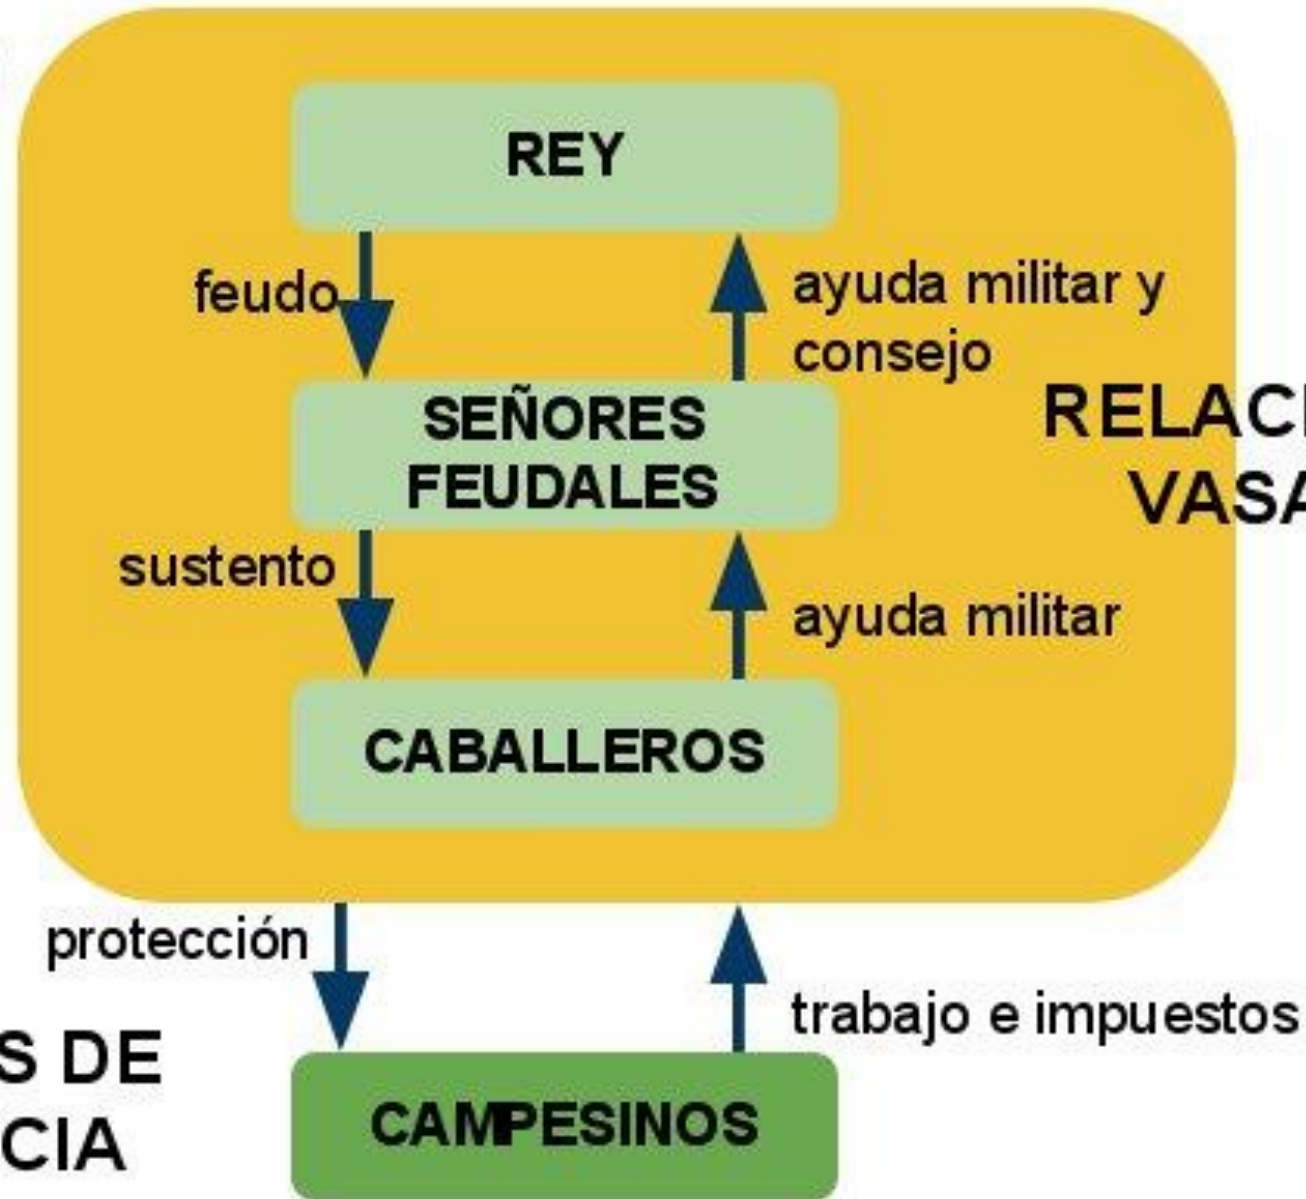 REY
feudo
ayuda militar y
consejo
SEÑORES
FEUDALES
RELACI
VASA
sustento
ayuda militar
CABALLEROS
protección
trabajo e impuestos
S DE
CIA
CAMPESINOS